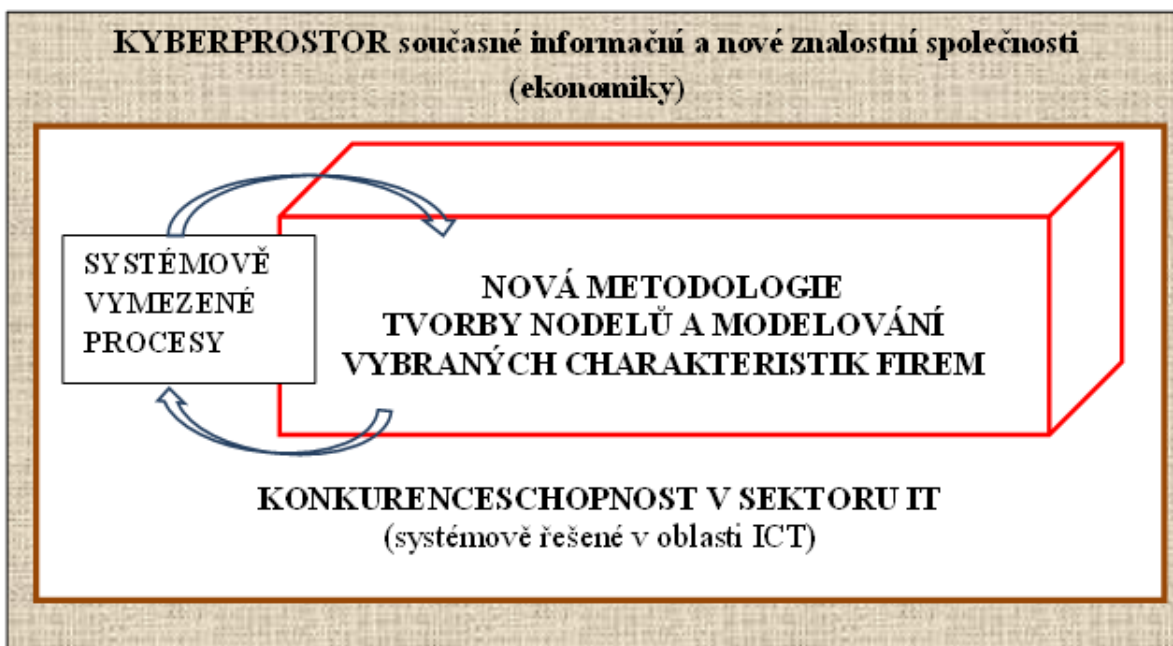 KYBERPROSTOR současné informační a nové znalostní společnosti
(ekonomiky)
SYSTÉMOVĚ
VYMEZENÉ
PROCESY
NOVÁ METODOLOGIE
TVORBY NODELŮ A MODELOVÁNÍ
VYBRANÝCH CHARAKTERISTIK FIREM
KONKURENCESCHOPNOST V SEKTORU IT
(systémově řešené v oblasti ICT)